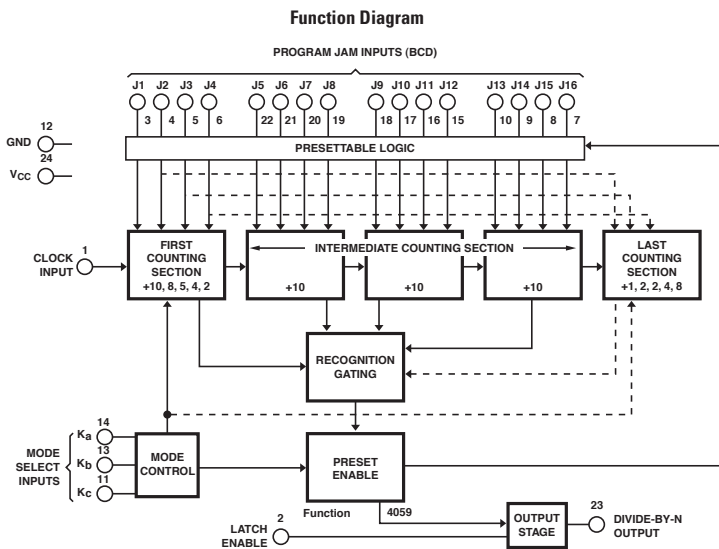 Function Diagram
PROGRAM JAM INPUTS (BCD)
J1 J2 J3 J4 J5 J6 J7 J8 J9 J10 J11 J12 J13 J14 J15 J16
3 4 5 6 22 21 20 19 18 17 16 15 10 9 8 7
12
GND
24
VCC
PRESETTABLE LOGIC
CLOCK
INPUT
1
FIRST
COUNTING
SECTION
+10, 8, 5, 4, 2
INTERMEDIATE COUNTING SECTION
+10 +10 +10
LAST
COUNTING
SECTION
+1, 2, 2, 4, 8
RECOGNITION
GATING
MODE
SELECT
INPUTS
14
Ka
13
Kb
11
Kc
MODE
CONTROL
PRESET
ENABLE
Function 4059
LATCH
ENABLE
2
OUTPUT
STAGE
23
DIVIDE-BY-N
OUTPUT